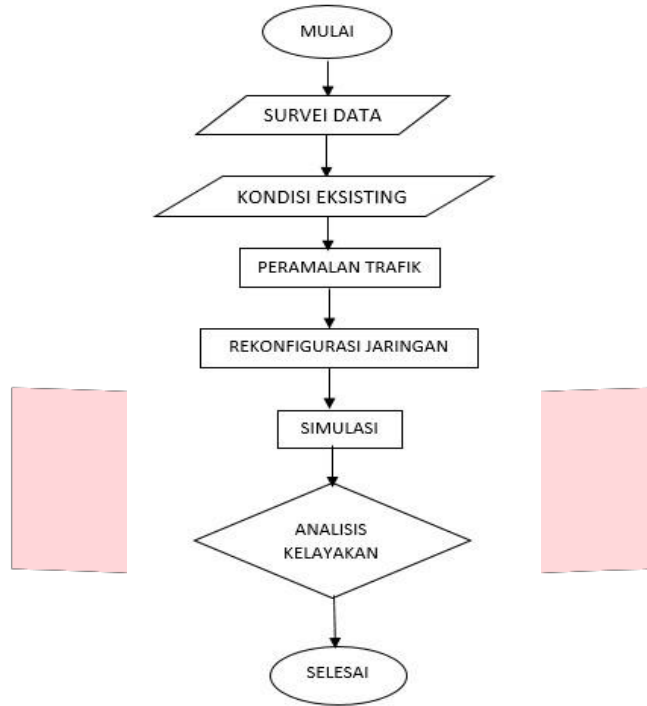 MULAI
SURVEI DATA
KONDISI EKSISTING
PERAMALAN TRAFIK
REKONFIGURASI JARINGAN
SIMULASI
ANALISIS
KELAYAKAN
SELESAI